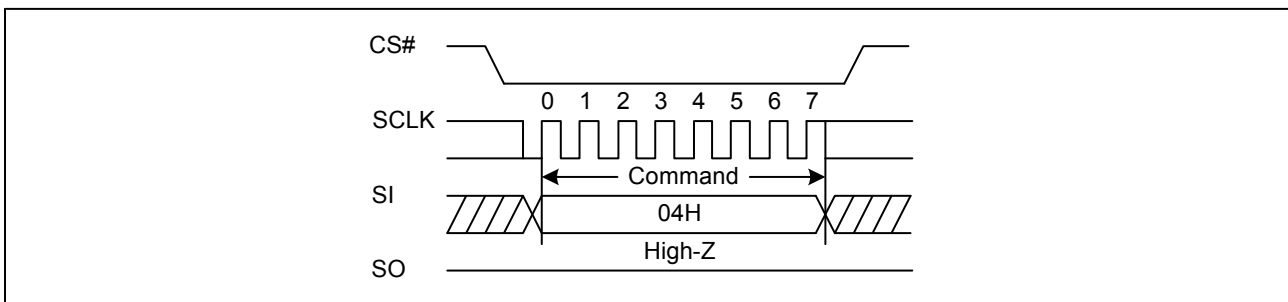 CS#
0 1 2 3 4 5 6 7
SCLK
Command
SI
04H
High-Z
SO